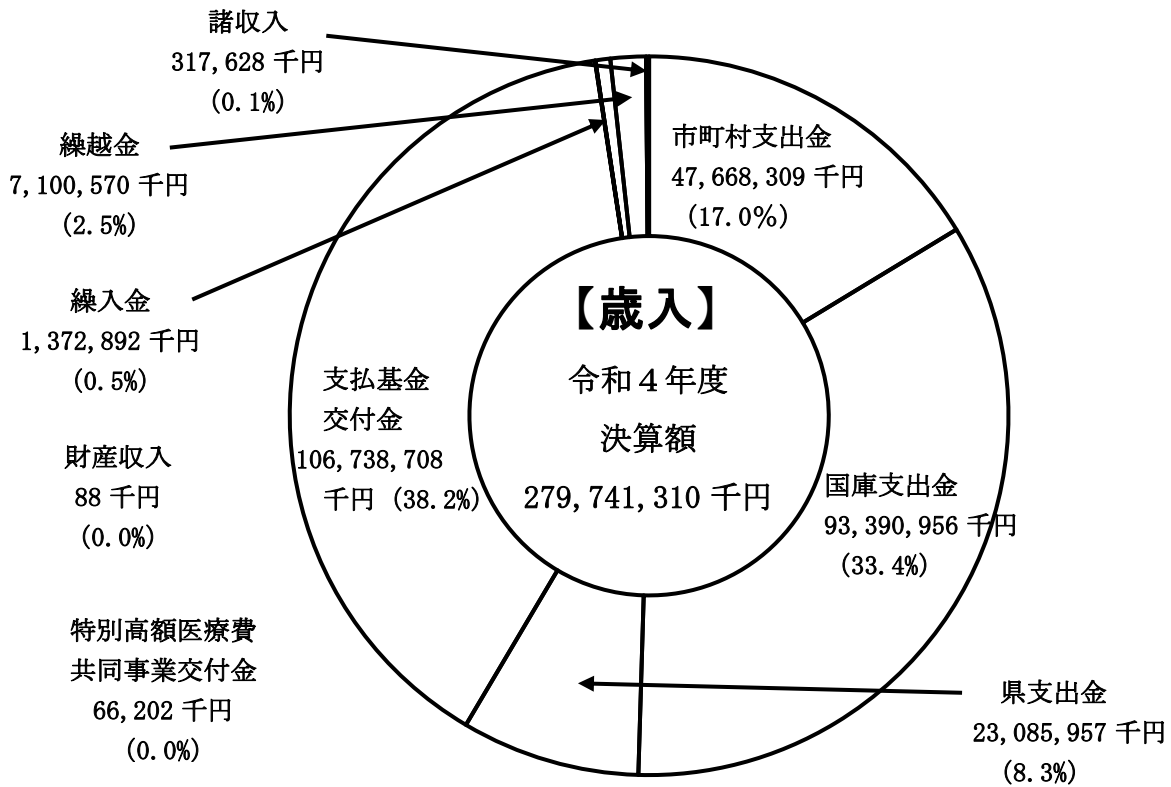 諸収入
317,628 千円
(0.1%)
繰越金
7,100,570 千円
(2.5%)
繰入金
1,372,892 千円
(0.5%)
財産収入
88 千円
(0.0%)
特別高額医療費
共同事業交付金
66,202 千円
(0.0%)
支払基金
交付金
106,738,708
千円 (38.2%)
【歳入】
令和４年度
決算額
279,741,310 千円
市町村支出金
47,668,309 千円
(17.0%)
国庫支出金
93,390,956 千円
(33.4%)
県支出金
23,085,957 千円
(8.3%)